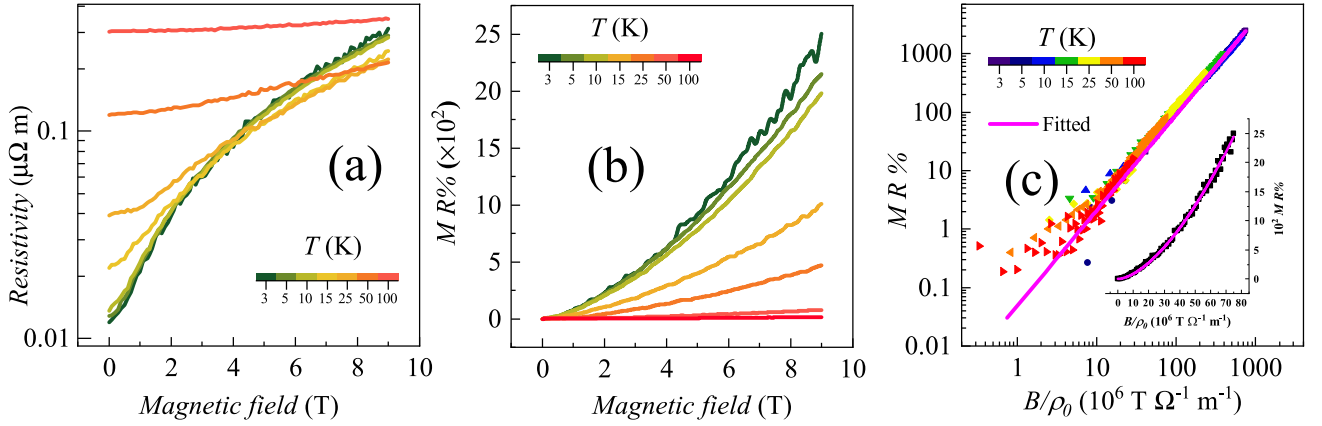 Resistivity (μΩ m)
0.1
0.01
(a)
T (K)
3 5 10 15 25 50 100
0 2 4 6 8 10
Magnetic field (T)
M R% (×10²)
25
20
15
10
5
0
T (K)
3 5 10 15 25 50 100
(b)
0 2 4 6 8 10
Magnetic field (T)
M R %
1000
100
10
1
0.1
0.01
T (K)
3 5 10 15 25 50 100
Fitted
(c)
25
20
15
10
5
0
10² M R%
0 10 20 30 40 50 60 70 80
B/ρ₀ (10⁶ T Ω⁻¹ m⁻¹)
1 10 100 1000
B/ρ₀ (10⁶ T Ω⁻¹ m⁻¹)